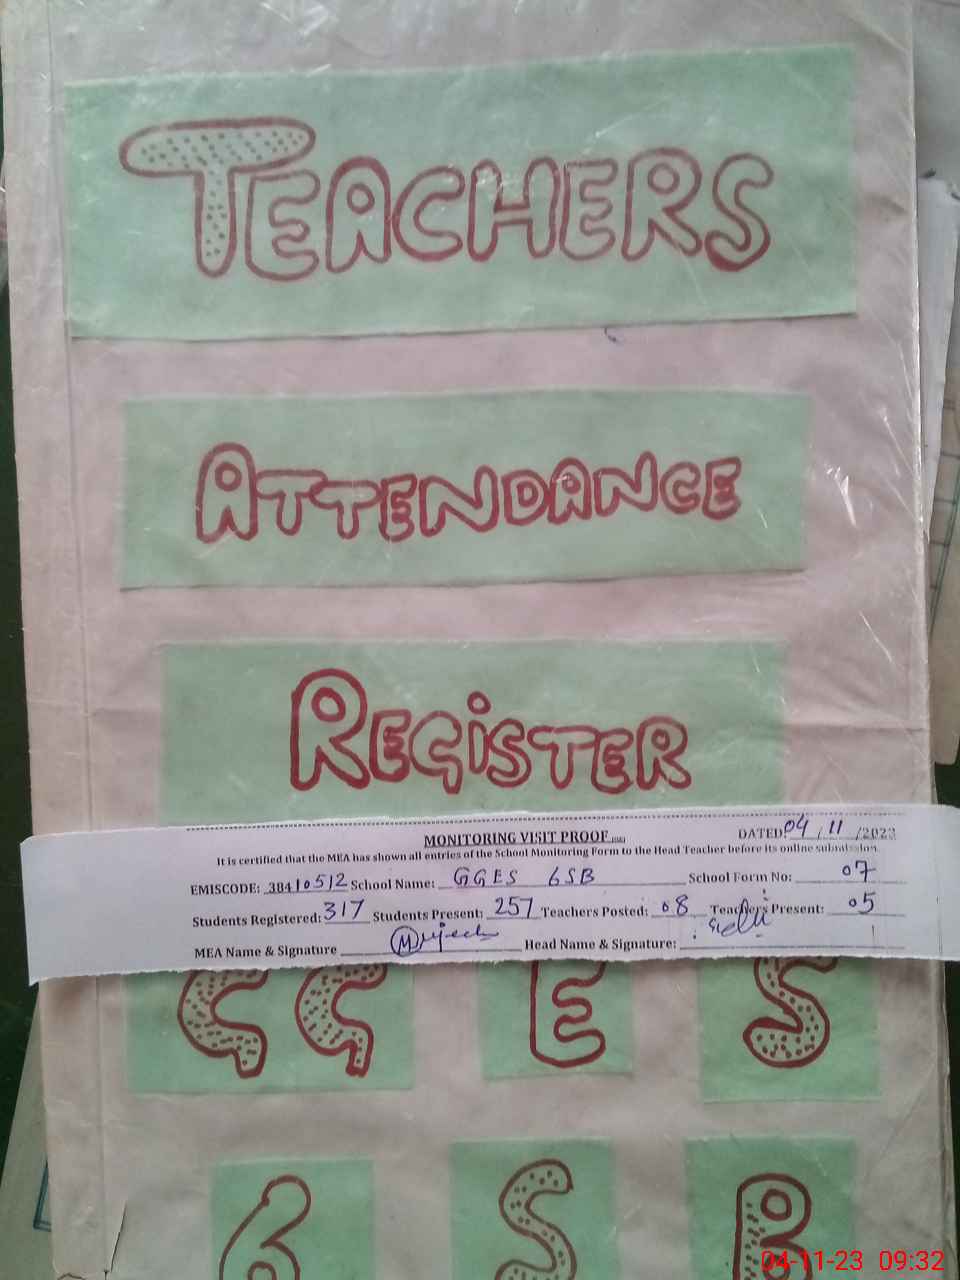 TEACHERS
ATTENDANCE
REGISTER
MONITORING VISIT PROOF
DATED: 04 / 11 / 2023
It is certified that the MEA has shown all entries of the School Monitoring Form to the Head Teacher before its online submission.
EMISCODE: 38410512 School Name: GGES 6SB School Form No: 07
Students Registered: 317 Students Present: 257 Teachers Posted: 08 Teachers Present: 05
MEA Name & Signature Head Name & Signature:
G G E S
6 S B
04-11-23 09:32